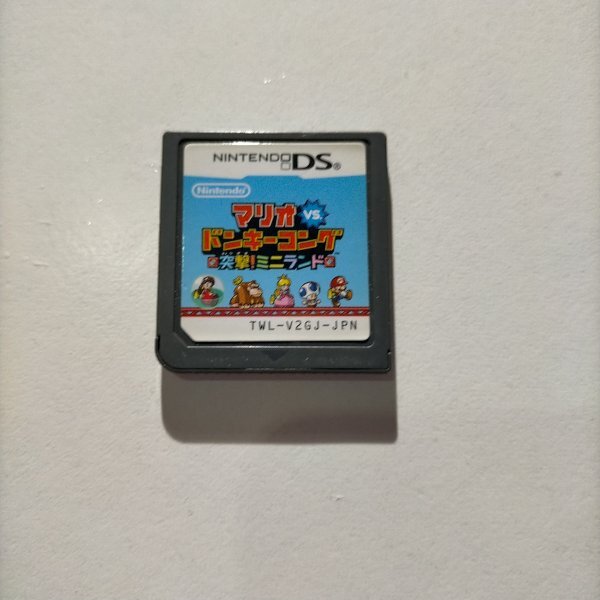 NINTENDO DS®
Nintendo
マリオ VS.
ドンキーコング
突撃!ミニランド
TWL-V2GJ-JPN